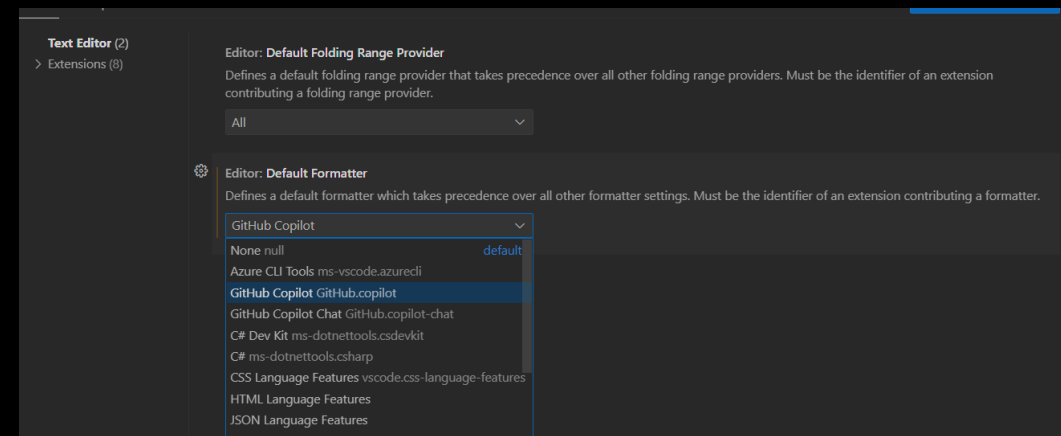 Text Editor (2)
Extensions (8)
Editor: Default Folding Range Provider
Defines a default folding range provider that takes precedence over all other folding range providers. Must be the identifier of an extension
contributing a folding range provider.
All
Editor: Default Formatter
Defines a default formatter which takes precedence over all other formatter settings. Must be the identifier of an extension contributing a formatter.
GitHub Copilot
None null default
Azure CLI Tools ms-vscode.azurecli
GitHub Copilot GitHub.copilot
GitHub Copilot Chat GitHub.copilot-chat
C# Dev Kit ms-dotnettools.csdevkit
C# ms-dotnettools.csharp
CSS Language Features vscode.css-language-features
HTML Language Features
JSON Language Features